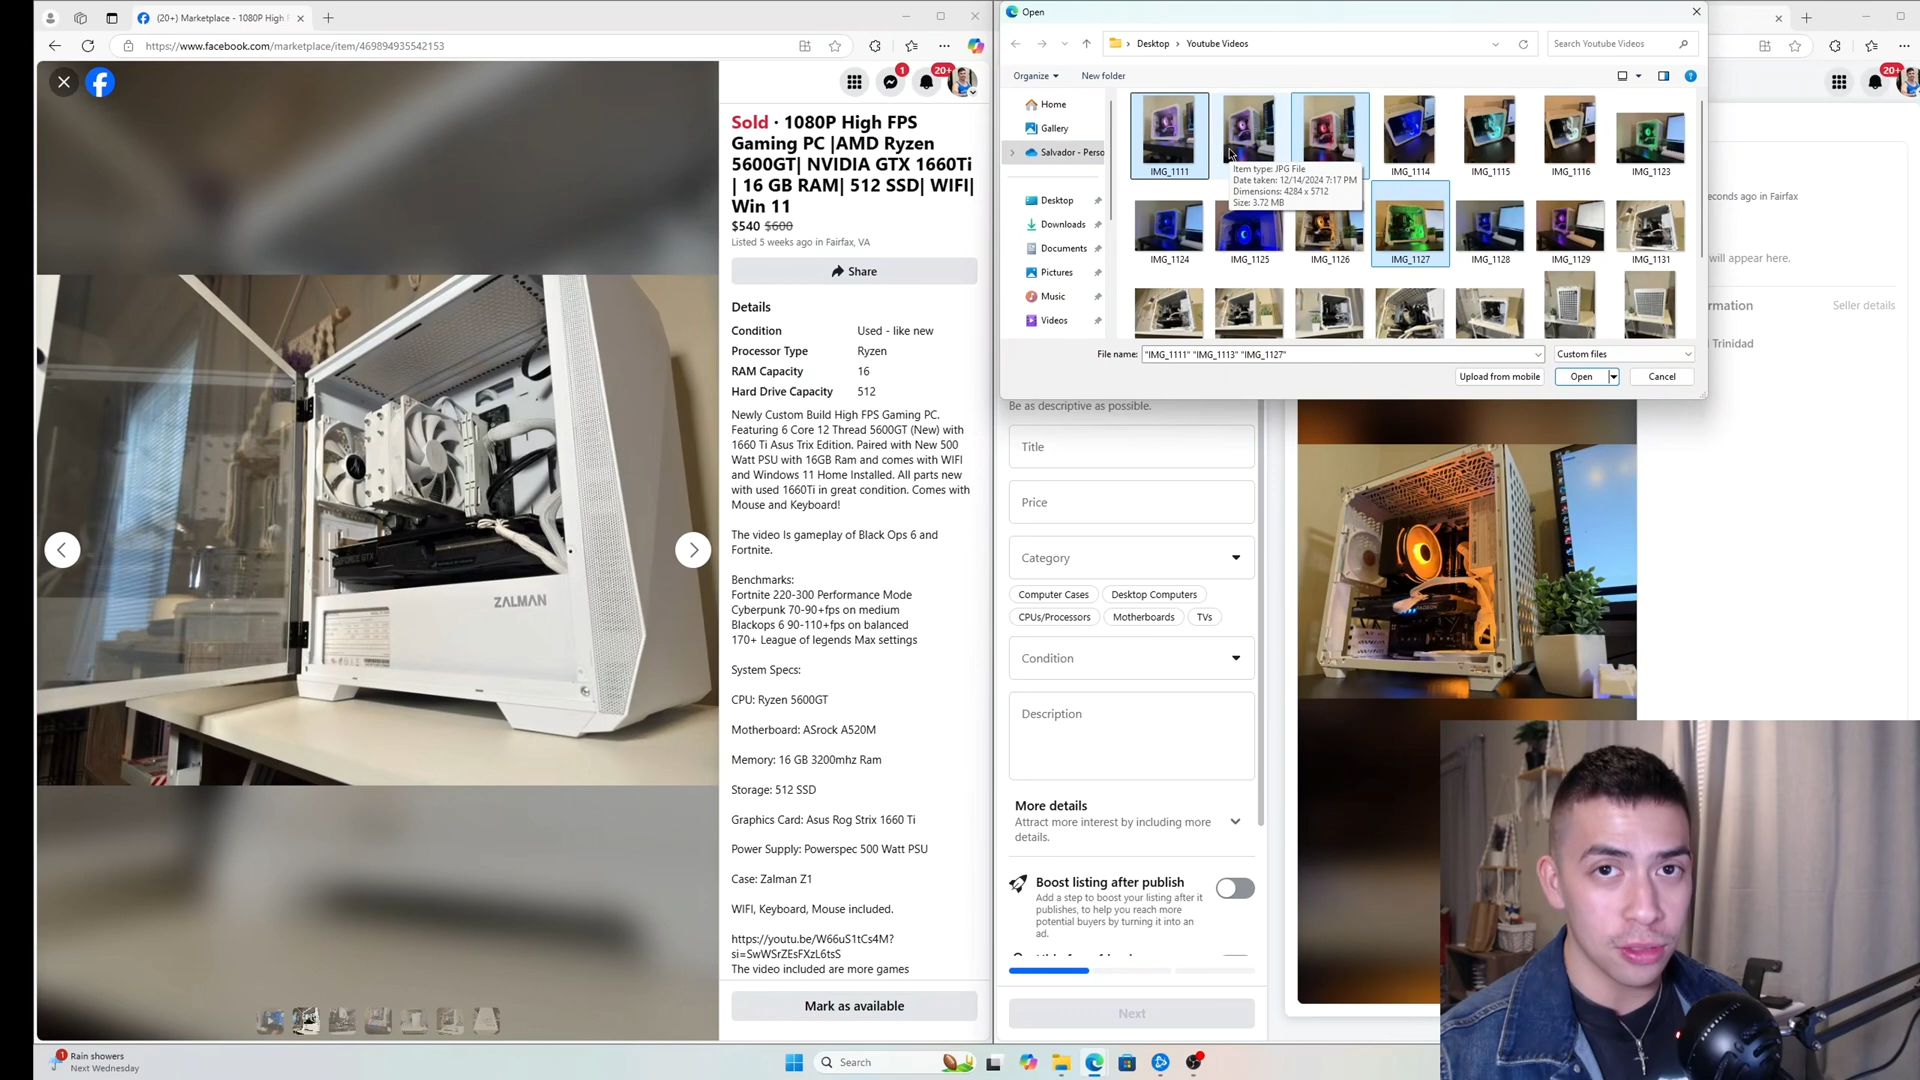 (20+) Marketplace - 1080P High F
https://www.facebook.com/marketplace/item/469894935542153
1
20+
Sold · 1080P High FPS
Gaming PC |AMD Ryzen
5600GT| NVIDIA GTX 1660Ti
| 16 GB RAM| 512 SSD| WIFI|
Win 11
$540 $600
Listed 5 weeks ago in Fairfax, VA
Share
Details
Condition Used - like new
Processor Type Ryzen
RAM Capacity 16
Hard Drive Capacity 512
Newly Custom Build High FPS Gaming PC.
Featuring 6 Core 12 Thread 5600GT (New) with
1660 Ti Asus Trix Edition. Paired with New 500
Watt PSU with 16GB Ram and comes with WIFI
and Windows 11 Home Installed. All parts new
with used 1660Ti in great condition. Comes with
Mouse and Keyboard!
The video Is gameplay of Black Ops 6 and
Fortnite.
Benchmarks:
Fortnite 220-300 Performance Mode
Cyberpunk 70-90+fps on medium
Blackops 6 90-110+fps on balanced
170+ League of legends Max settings
System Specs:
CPU: Ryzen 5600GT
Motherboard: ASrock A520M
Memory: 16 GB 3200mhz Ram
Storage: 512 SSD
Graphics Card: Asus Rog Strix 1660 Ti
Power Supply: Powerspec 500 Watt PSU
Case: Zalman Z1
WIFI, Keyboard, Mouse included.
https://youtu.be/W66uS1tCs4M?
si=SwWSrZEsFXzL6tsS
The video included are more games
Mark as available
ZALMAN
GEFORCE GTX
Open
Desktop
Youtube Videos
Search Youtube Videos
Organize
New folder
Home
Gallery
Salvador - Perso
Desktop
Downloads
Documents
Pictures
Music
Videos
IMG_1111
IMG_1114
IMG_1115
IMG_1116
IMG_1123
Item type: JPG File
Date taken: 12/14/2024 7:17 PM
Dimensions: 4284 x 5712
Size: 3.72 MB
IMG_1124
IMG_1125
IMG_1126
IMG_1127
IMG_1128
IMG_1129
IMG_1131
File name: "IMG_1111" "IMG_1113" "IMG_1127"
Custom files
Upload from mobile
Open
Cancel
20+
econds ago in Fairfax
will appear here.
rmation
Seller details
Trinidad
Be as descriptive as possible.
Title
Price
Category
Computer Cases
Desktop Computers
CPUs/Processors
Motherboards
TVs
Condition
Description
More details
Attract more interest by including more
details.
Boost listing after publish
Add a step to boost your listing after it
publishes, to help you reach more
potential buyers by turning it into an
ad.
Next
RADEON
1
Rain showers
Next Wednesday
Search